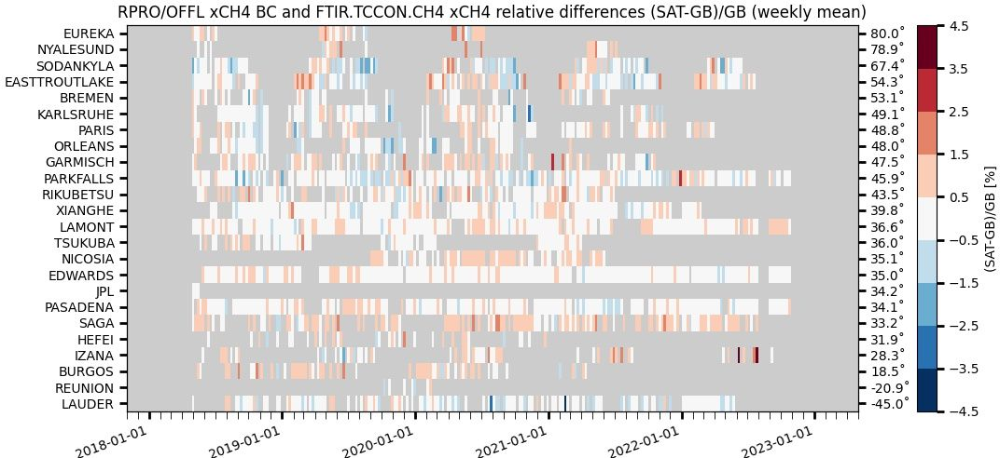 RPRO/OFFL xCH4 BC and FTIR.TCCON.CH4 xCH4 relative differences (SAT-GB)/GB (weekly mean)
EUREKA 80.0°
NYALESUND 78.9°
SODANKYLA 67.4°
EASTTROUTLAKE 54.3°
BREMEN 53.1°
KARLSRUHE 49.1°
PARIS 48.8°
ORLEANS 48.0°
GARMISCH 47.5°
PARKFALLS 45.9°
RIKUBETSU 43.5°
XIANGHE 39.8°
LAMONT 36.6°
TSUKUBA 36.0°
NICOSIA 35.1°
EDWARDS 35.0°
JPL 34.2°
PASADENA 34.1°
SAGA 33.2°
HEFEI 31.9°
IZANA 28.3°
BURGOS 18.5°
REUNION -20.9°
LAUDER -45.0°
2018-01-01 2019-01-01 2020-01-01 2021-01-01 2022-01-01 2023-01-01
4.5
3.5
2.5
1.5
0.5
−0.5
−1.5
−2.5
−3.5
−4.5
(SAT-GB)/GB [%]